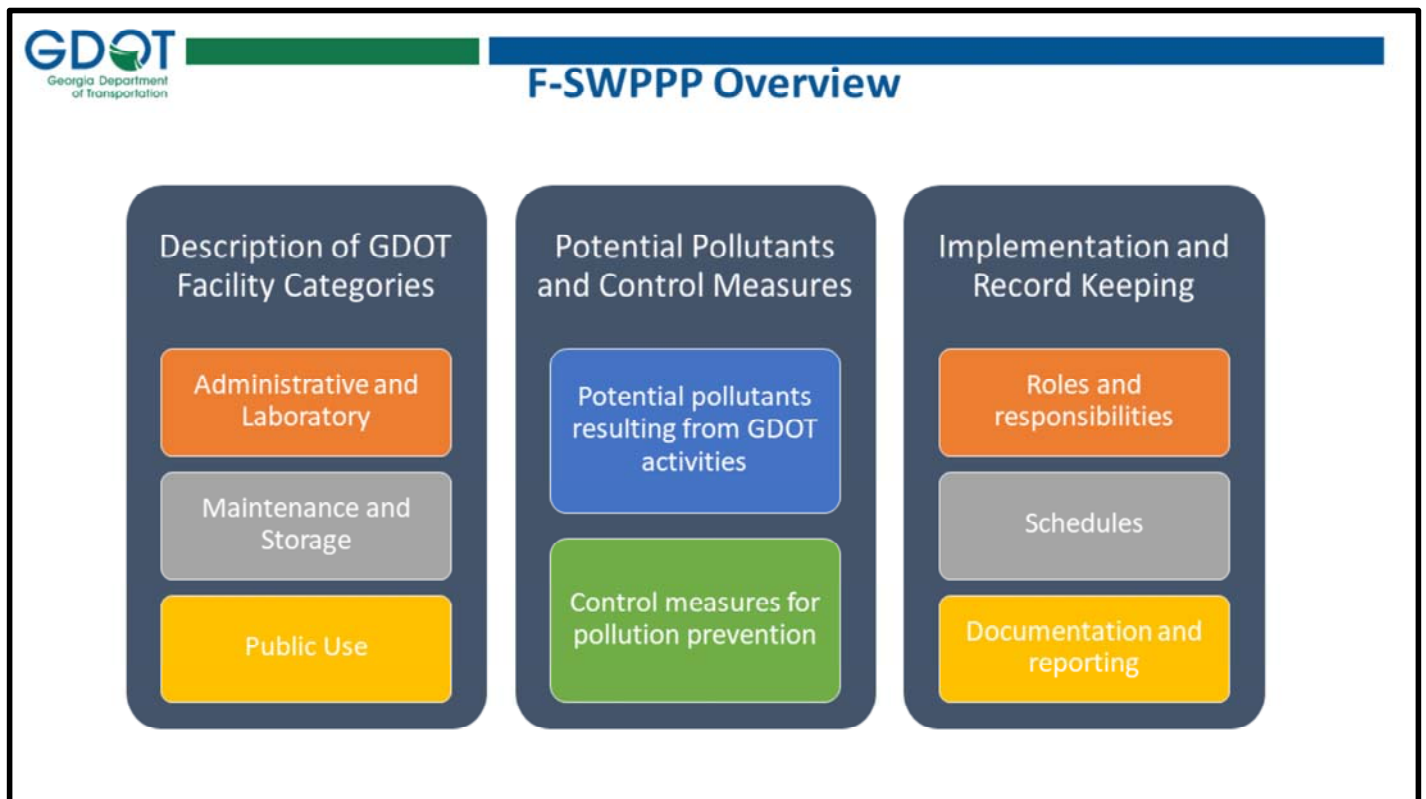 GDOT
Georgia Department
of Transportation
F-SWPPP Overview
Description of GDOT
Facility Categories
Administrative and
Laboratory
Maintenance and
Storage
Public Use
Potential Pollutants
and Control Measures
Potential pollutants
resulting from GDOT
activities
Control measures for
pollution prevention
Implementation and
Record Keeping
Roles and
responsibilities
Schedules
Documentation and
reporting